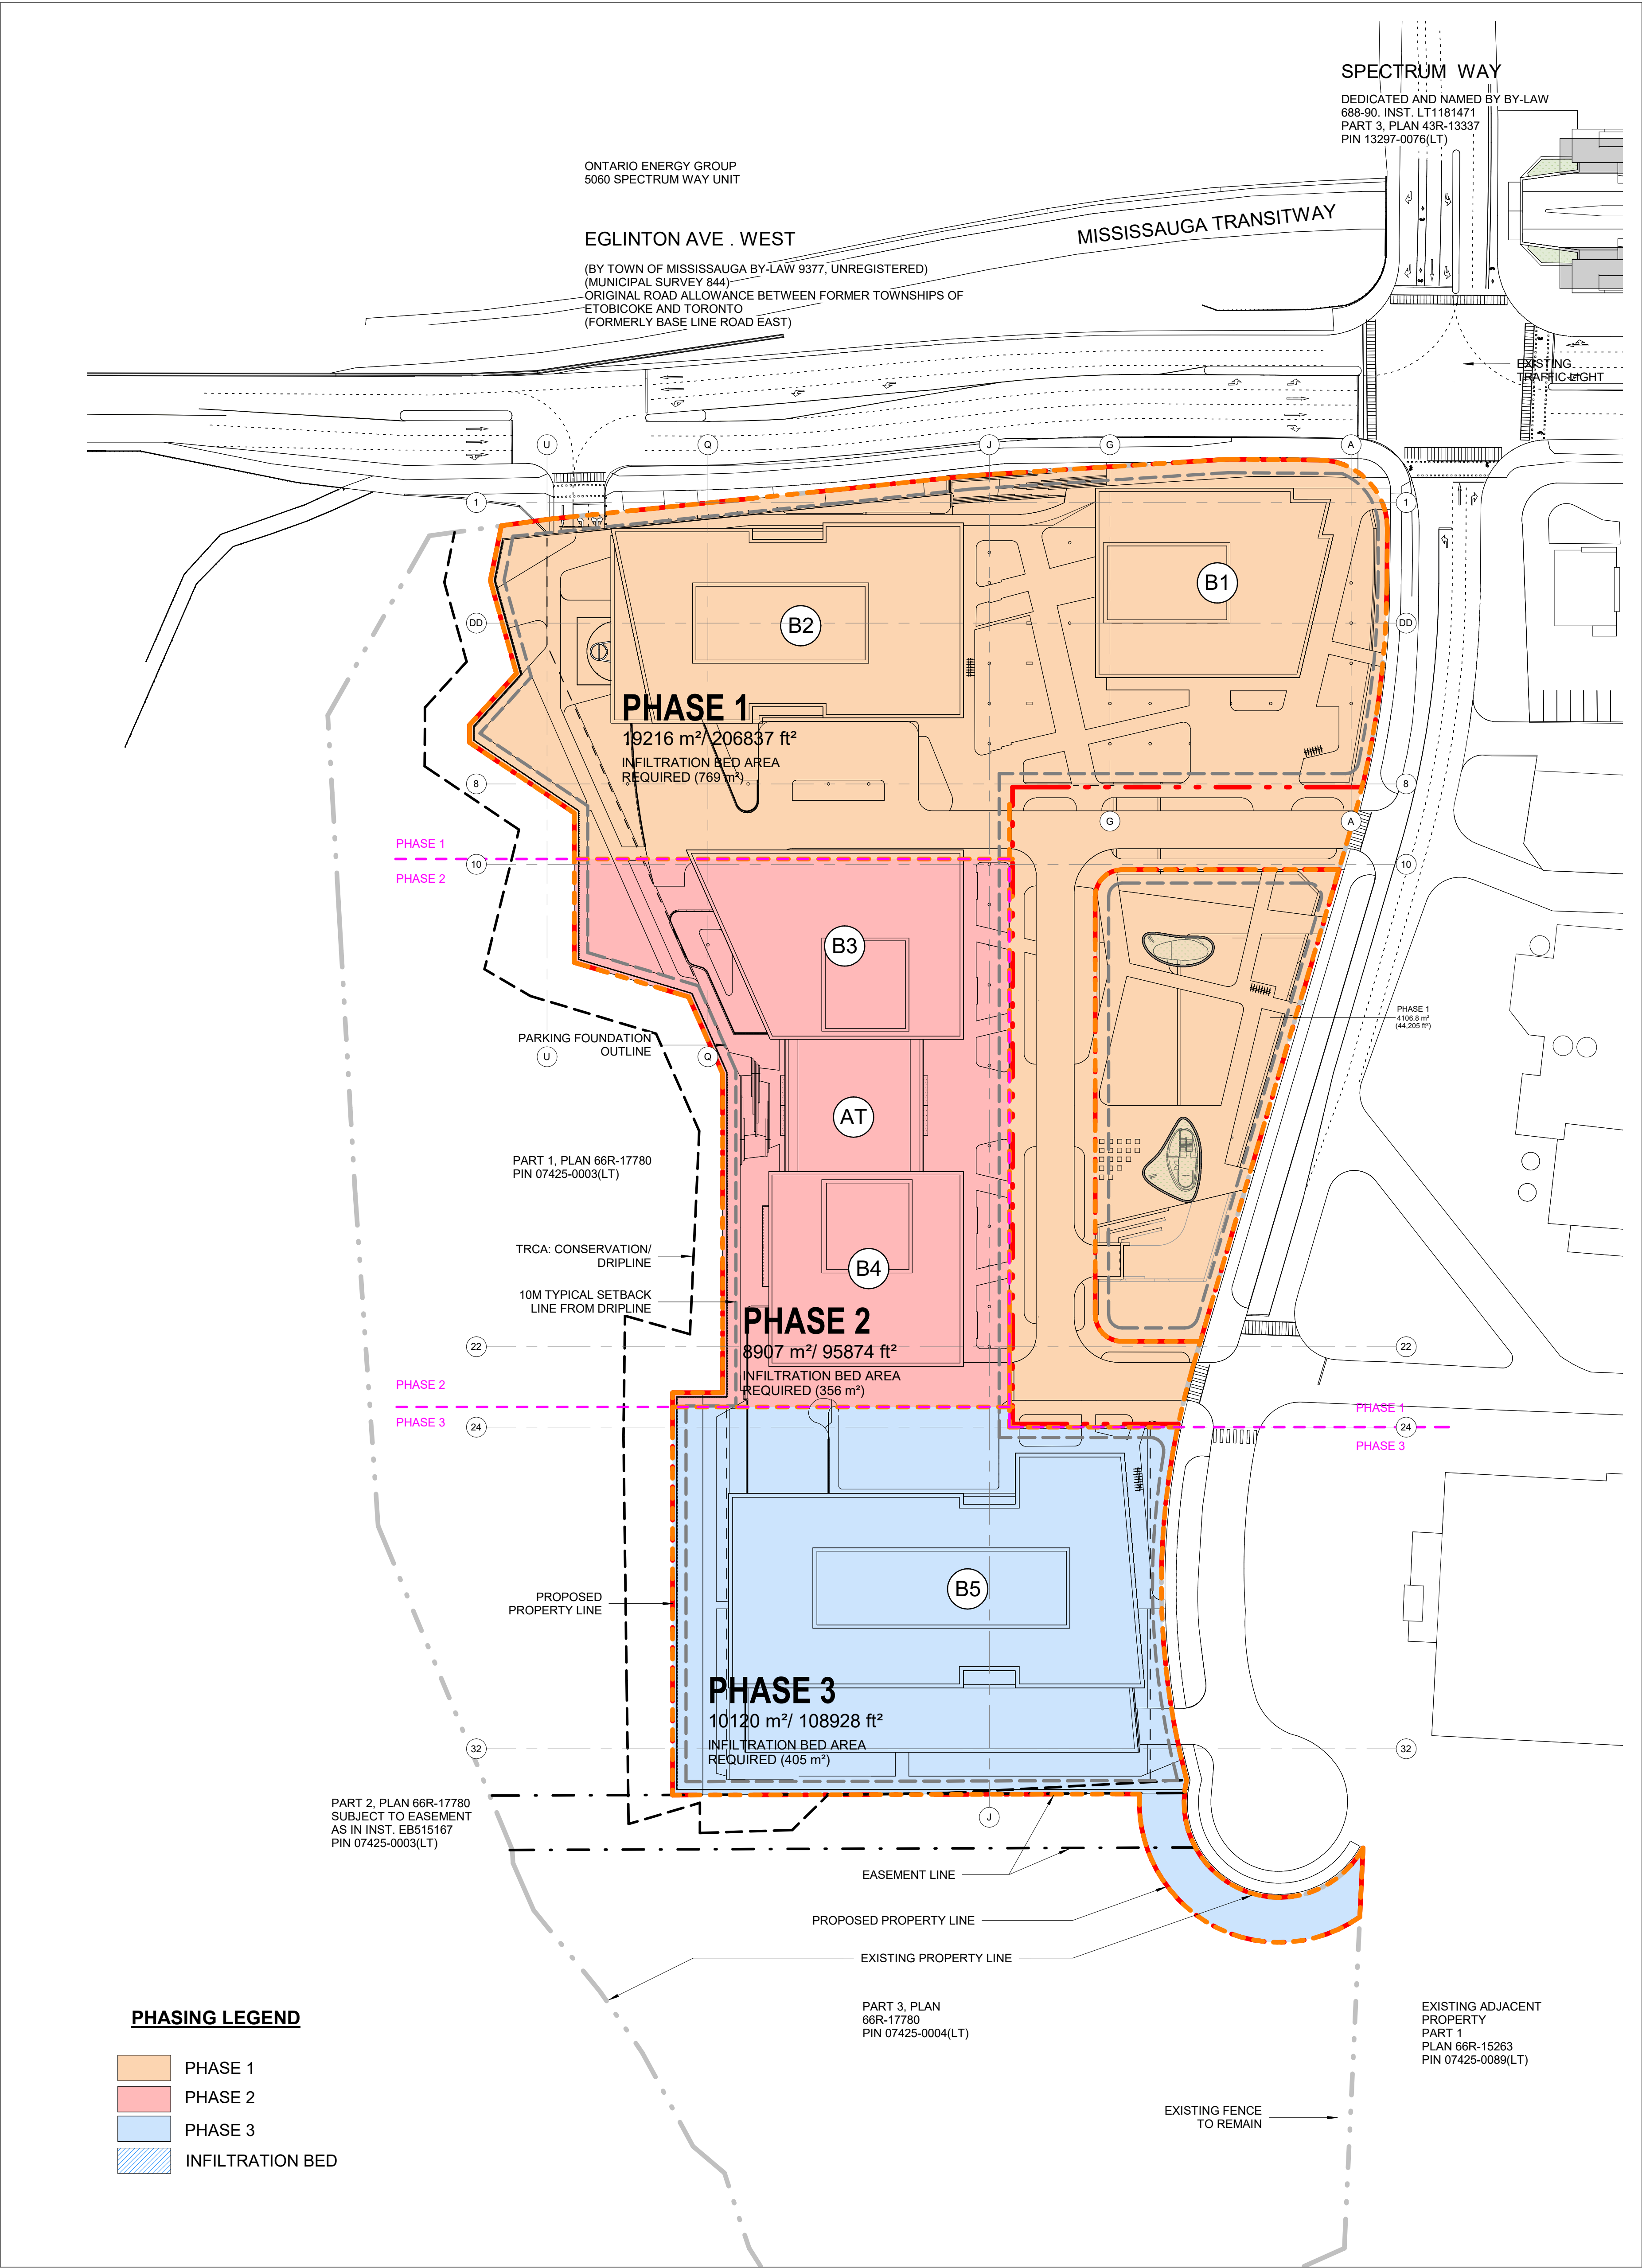 SPECTRUM WAY
DEDICATED AND NAMED BY BY-LAW
688-90. INST. LT1181471
PART 3, PLAN 43R-13337
PIN 13297-0076(LT)
ONTARIO ENERGY GROUP
5060 SPECTRUM WAY UNIT
MISSISSAUGA TRANSITWAY
EGLINTON AVE . WEST
(BY TOWN OF MISSISSAUGA BY-LAW 9377, UNREGISTERED)
(MUNICIPAL SURVEY 844)
ORIGINAL ROAD ALLOWANCE BETWEEN FORMER TOWNSHIPS OF
ETOBICOKE AND TORONTO
(FORMERLY BASE LINE ROAD EAST)
EXISTING
TRAFFIC LIGHT
U
Q
J
G
A
1
1
B1
B2
DD
DD
PHASE 1
19216 m²/ 206837 ft²
INFILTRATION BED AREA
REQUIRED (769 m²)
8
8
G
A
PHASE 1
10
10
PHASE 2
B3
PHASE 1
4106.8 m²
(44,205 ft²)
PARKING FOUNDATION
OUTLINE
U
Q
AT
PART 1, PLAN 66R-17780
PIN 07425-0003(LT)
TRCA: CONSERVATION/
DRIPLINE
B4
10M TYPICAL SETBACK
LINE FROM DRIPLINE
PHASE 2
8907 m²/ 95874 ft²
INFILTRATION BED AREA
REQUIRED (356 m²)
22
22
PHASE 2
PHASE 3
24
PHASE 1
24
PHASE 3
B5
PROPOSED
PROPERTY LINE
PHASE 3
10120 m²/ 108928 ft²
INFILTRATION BED AREA
REQUIRED (405 m²)
32
32
PART 2, PLAN 66R-17780
SUBJECT TO EASEMENT
AS IN INST. EB515167
PIN 07425-0003(LT)
J
EASEMENT LINE
PROPOSED PROPERTY LINE
EXISTING PROPERTY LINE
PART 3, PLAN
66R-17780
PIN 07425-0004(LT)
EXISTING ADJACENT
PROPERTY
PART 1
PLAN 66R-15263
PIN 07425-0089(LT)
EXISTING FENCE
TO REMAIN
PHASING LEGEND
PHASE 1
PHASE 2
PHASE 3
INFILTRATION BED